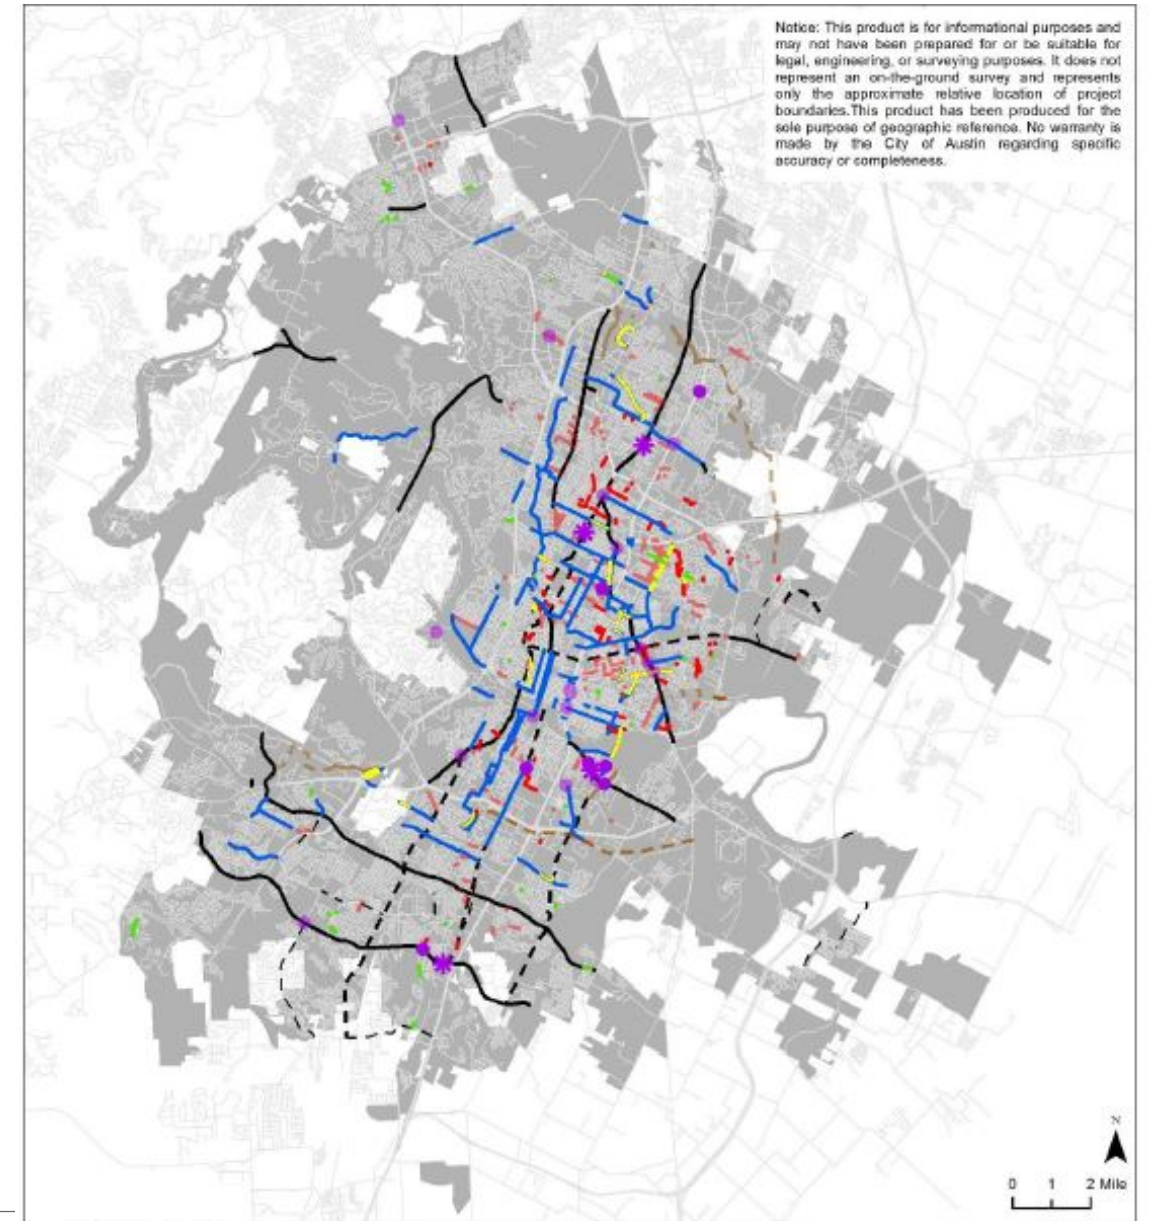 Notice: This product is for informational purposes and
may not have been prepared for or be suitable for
legal, engineering, or surveying purposes. It does not
represent an on-the-ground survey and represents
only the approximate relative location of project
boundaries.This product has been produced for the
sole purpose of geographic reference. No warranty is
made by the City of Austin regarding specific
accuracy or completeness.
N
0 1 2 Mile